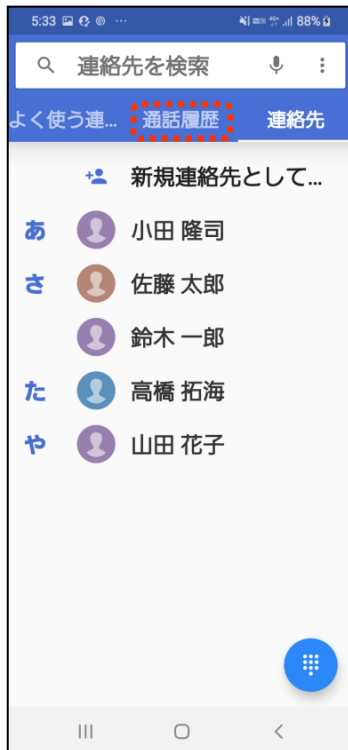 5:33 88%
連絡先を検索
よく使う連... 通話履歴 連絡先
新規連絡先として...
あ 小田 隆司
さ 佐藤 太郎
鈴木 一郎
た 高橋 拓海
や 山田 花子